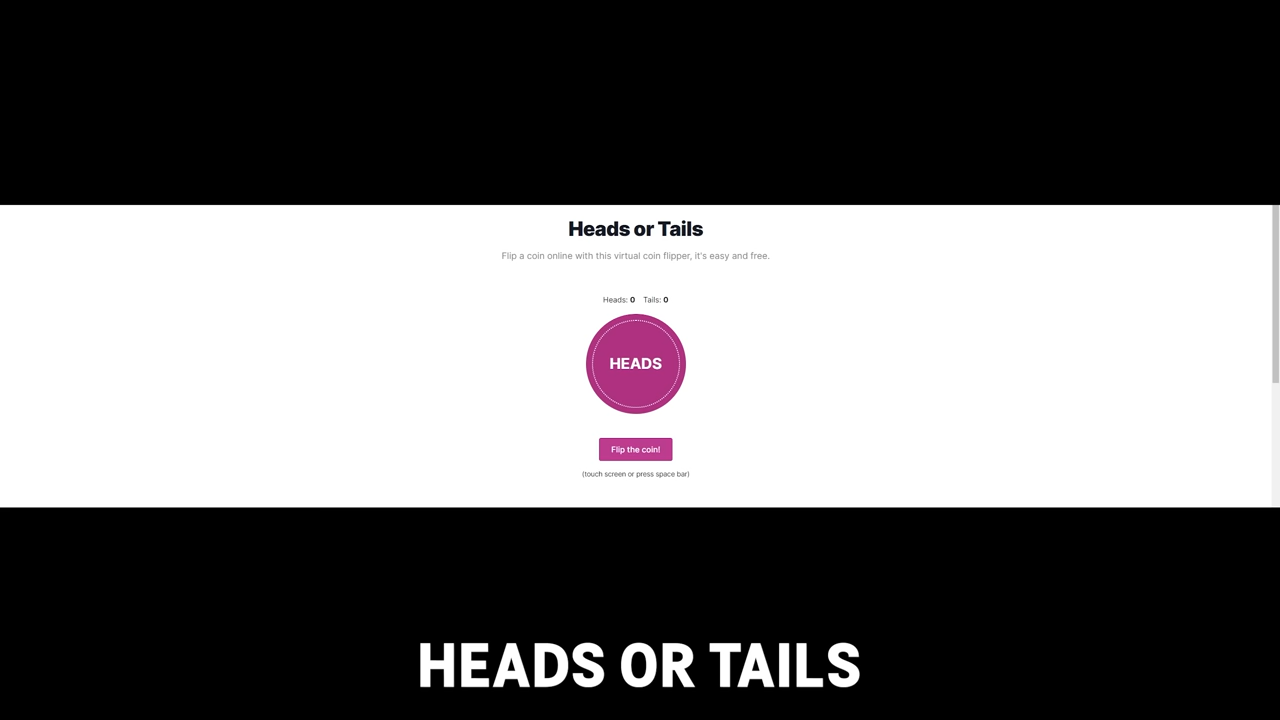 Heads or Tails
Flip a coin online with this virtual coin flipper, it's easy and free.
Heads: 0 Tails: 0
HEADS
Flip the coin!
(touch screen or press space bar)
HEADS OR TAILS